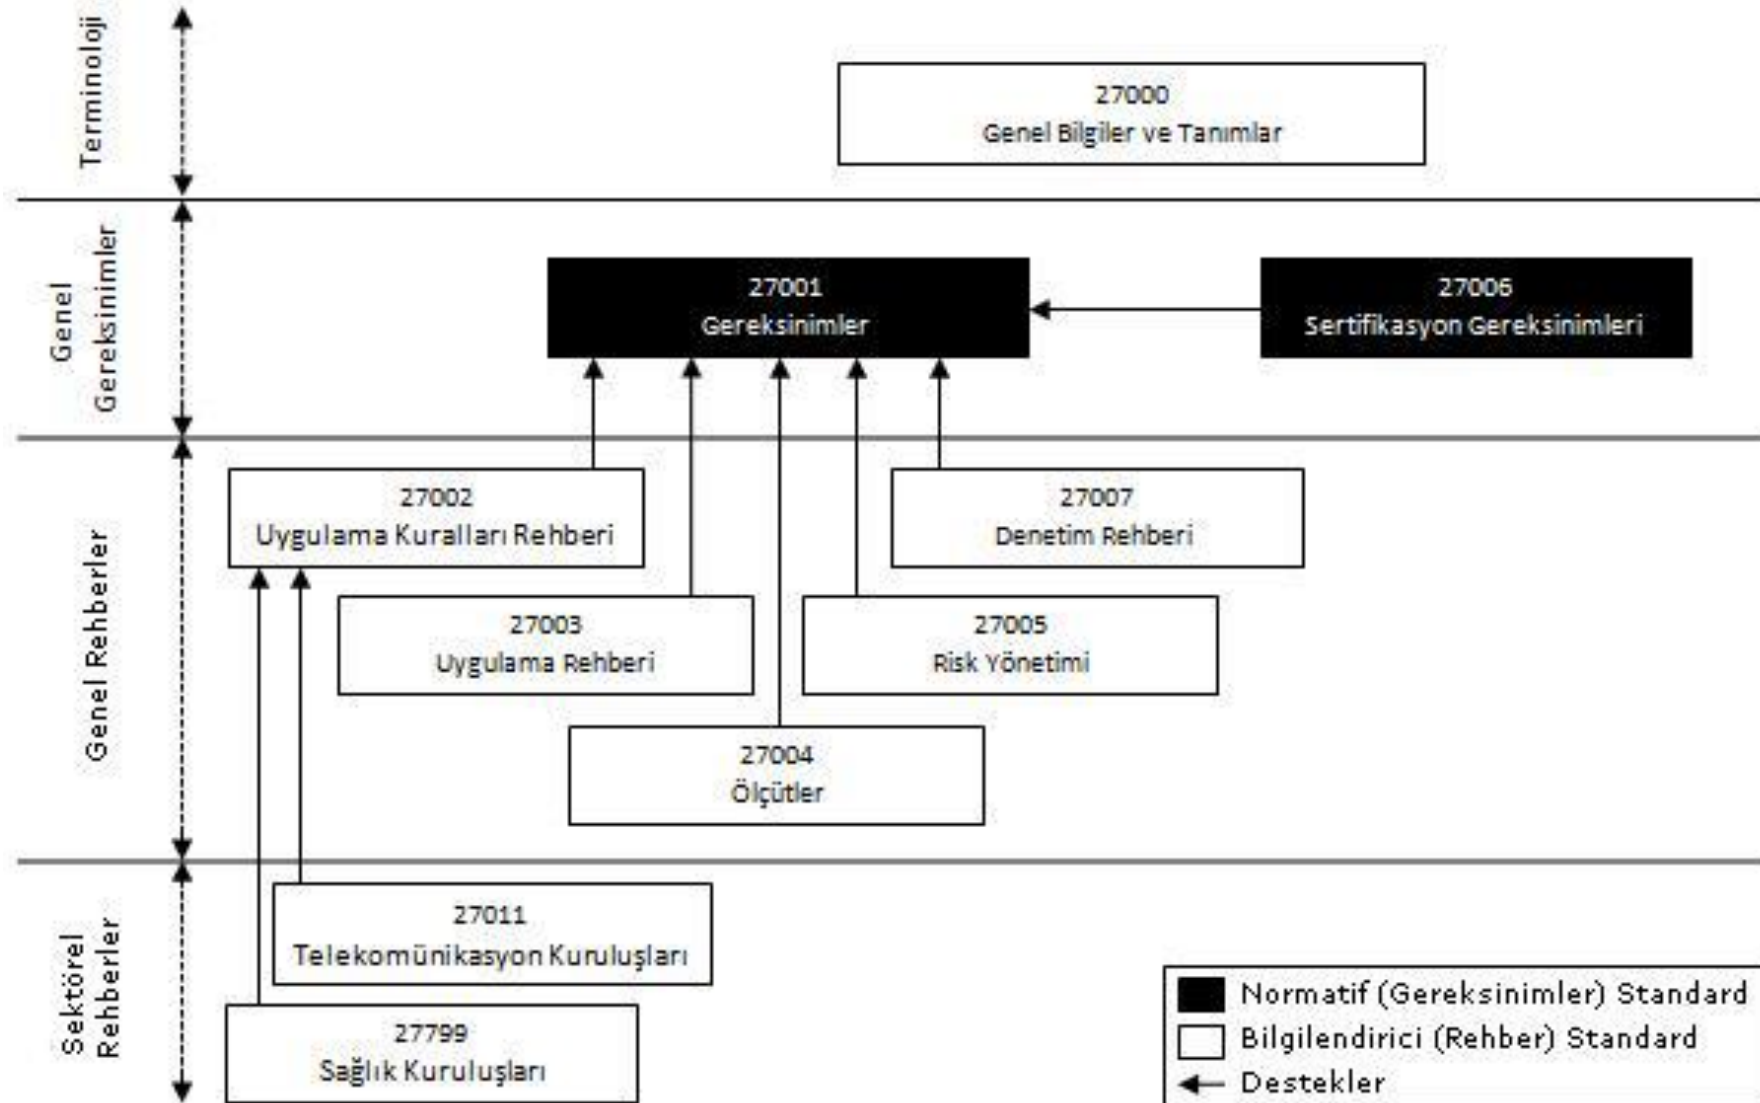 Terminoloji
27000
Genel Bilgiler ve Tanımlar
Genel
Gereksinimler
27001
Gereksinimler
27006
Sertifikasyon Gereksinimleri
Genel Rehberler
27002
Uygulama Kuralları Rehberi
27007
Denetim Rehberi
27003
Uygulama Rehberi
27005
Risk Yönetimi
27004
Ölçütler
Sektörel
Rehberler
27011
Telekomünikasyon Kuruluşları
27799
Sağlık Kuruluşları
Normatif (Gereksinimler) Standard
Bilgilendirici (Rehber) Standard
Destekler